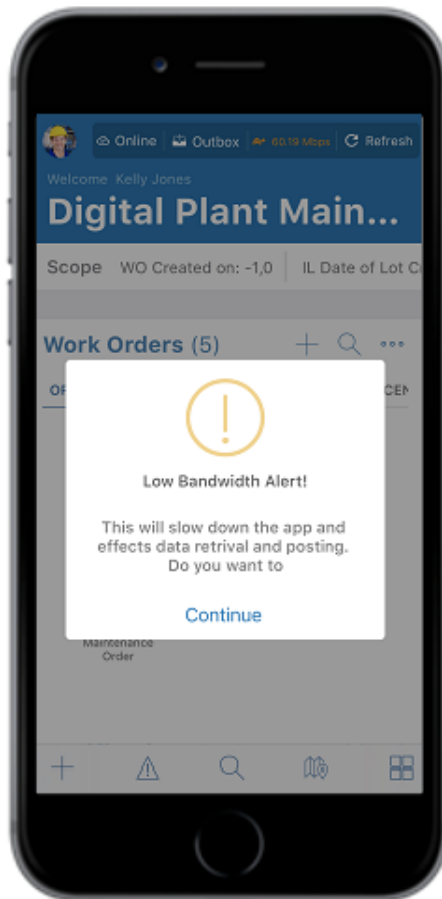 Online Outbox 60.19 Mbps Refresh
Welcome Kelly Jones
Digital Plant Main...
Scope WO Created on: -1,0 IL Date of Lot C
Work Orders (5)
Low Bandwidth Alert!
This will slow down the app and
effects data retrival and posting.
Do you want to
Continue
Maintenance
Order